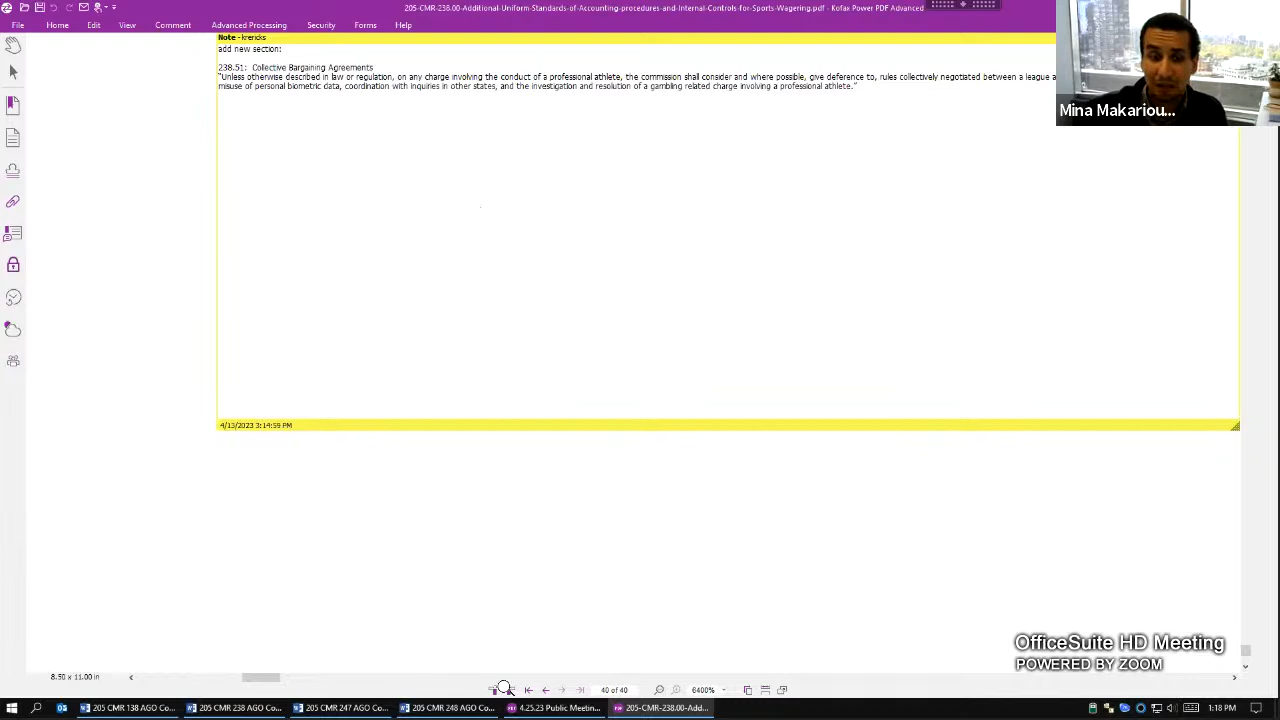 205-CMR-238.00-Additional-Uniform-Standards-of-Accounting-procedures-and-Internal-Controls-for-Sports-Wagering.pdf - Kofax Power PDF Advanced
File Home Edit View Comment Advanced Processing Security Forms Help
Note - krericks
add new section:
238.51: Collective Bargaining Agreements
"Unless otherwise described in law or regulation, on any charge involving the conduct of a professional athlete, the commission shall consider and where possible, give deference to, rules collectively negotiated between a league a
misuse of personal biometric data, coordination with inquiries in other states, and the investigation and resolution of a gambling related charge involving a professional athlete."
Mina Makariou...
4/13/2023 3:14:59 PM
OfficeSuite HD Meeting
POWERED BY ZOOM
8.50 x 11.00 in
40 of 40
6400%
205 CMR 138 AGO Co...
205 CMR 238 AGO Co...
205 CMR 247 AGO Co...
205 CMR 248 AGO Co...
4.25.23 Public Meetin...
205-CMR-238.00-Add...
1:18 PM